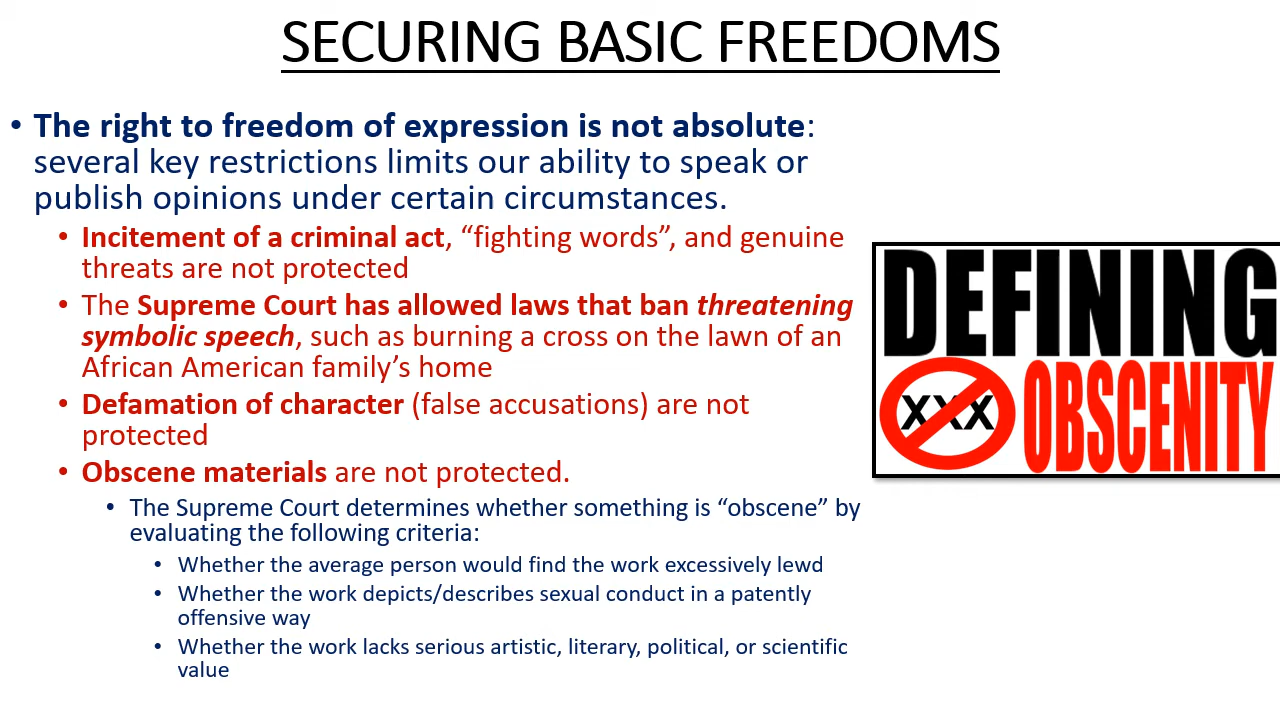 SECURING BASIC FREEDOMS
• The right to freedom of expression is not absolute:
several key restrictions limits our ability to speak or
publish opinions under certain circumstances.
• Incitement of a criminal act, “fighting words”, and genuine
threats are not protected
• The Supreme Court has allowed laws that ban threatening
symbolic speech, such as burning a cross on the lawn of an
African American family’s home
• Defamation of character (false accusations) are not
protected
• Obscene materials are not protected.
• The Supreme Court determines whether something is “obscene” by
evaluating the following criteria:
• Whether the average person would find the work excessively lewd
• Whether the work depicts/describes sexual conduct in a patently
offensive way
• Whether the work lacks serious artistic, literary, political, or scientific
value
DEFINING
XXX OBSCENITY